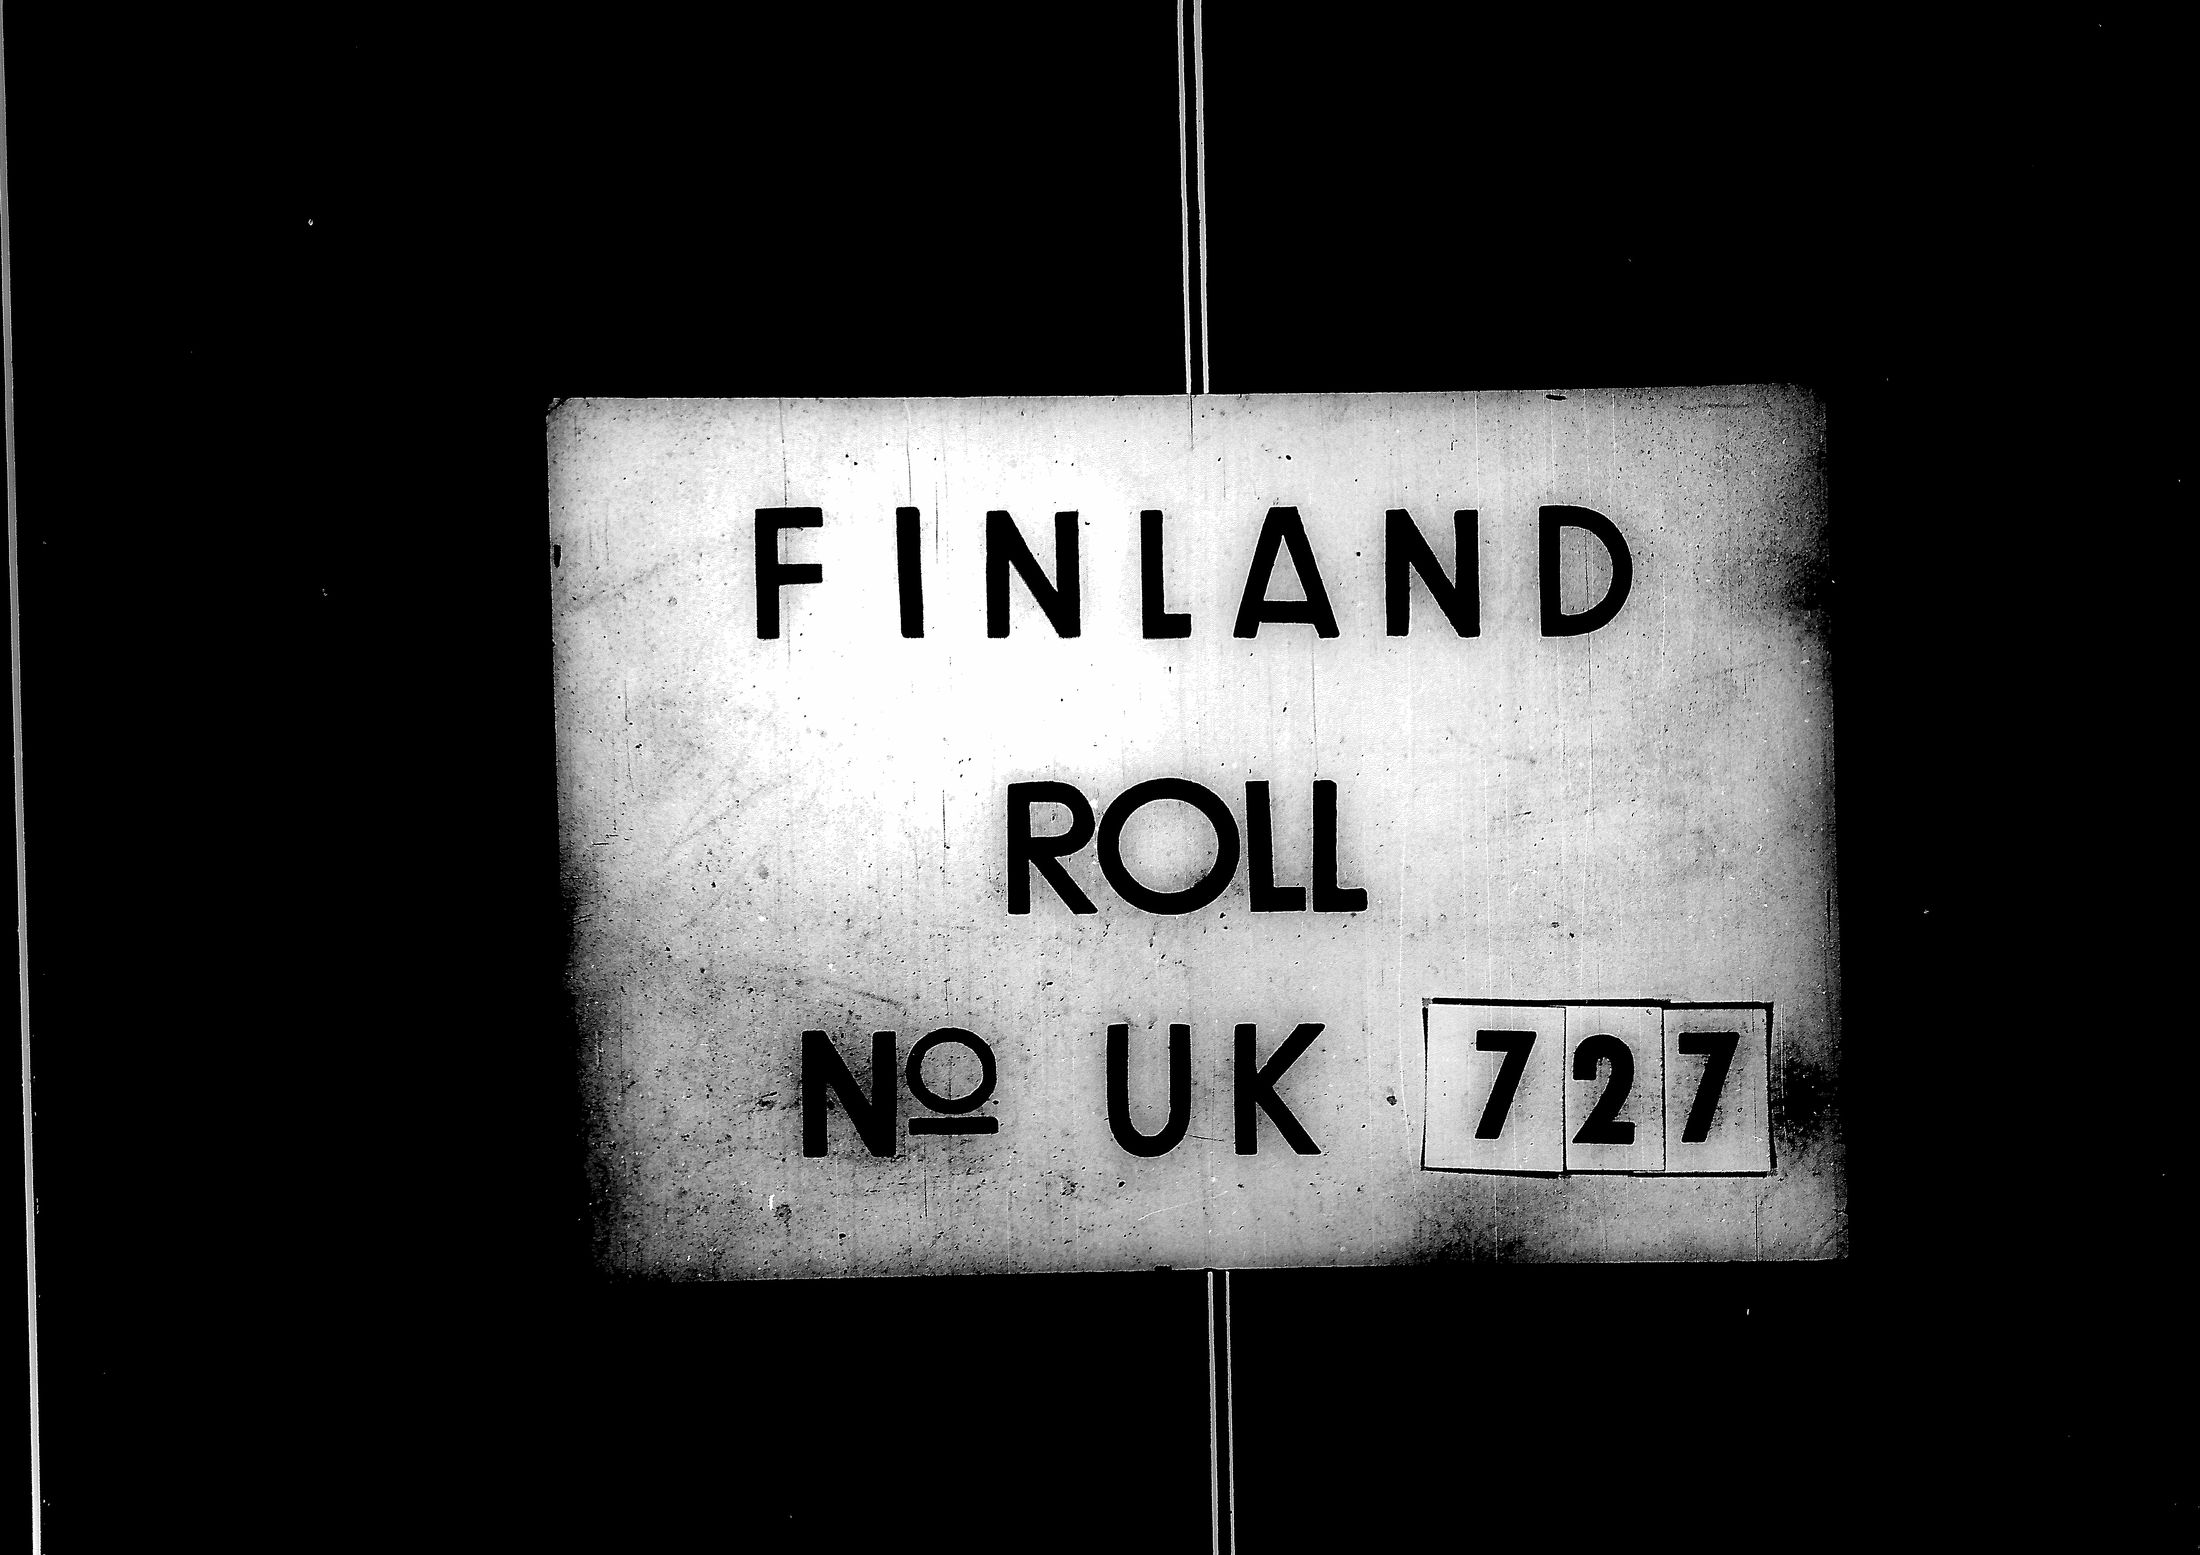 FINLAND
ROLL
Nº UK 727